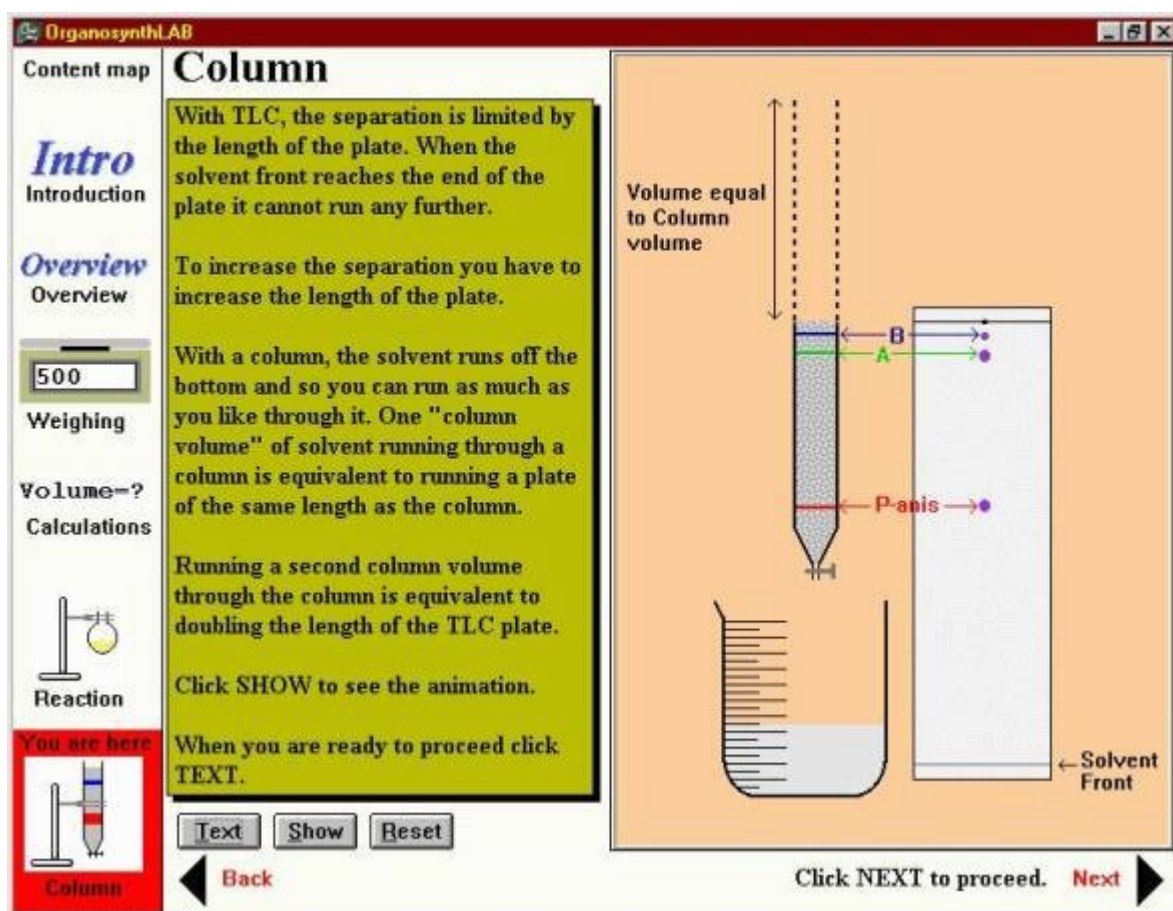 OrganosynthLAB
Content map
Intro
Introduction
Overview
Overview
500
Weighing
Volume=?
Calculations
Reaction
You are here
Column
Column
With TLC, the separation is limited by
the length of the plate. When the
solvent front reaches the end of the
plate it cannot run any further.
To increase the separation you have to
increase the length of the plate.
With a column, the solvent runs off the
bottom and so you can run as much as
you like through it. One "column
volume" of solvent running through a
column is equivalent to running a plate
of the same length as the column.
Running a second column volume
through the column is equivalent to
doubling the length of the TLC plate.
Click SHOW to see the animation.
When you are ready to proceed click
TEXT.
Text Show Reset
Back
Volume equal
to Column
volume
B
A
P-anis
Solvent
Front
Click NEXT to proceed. Next